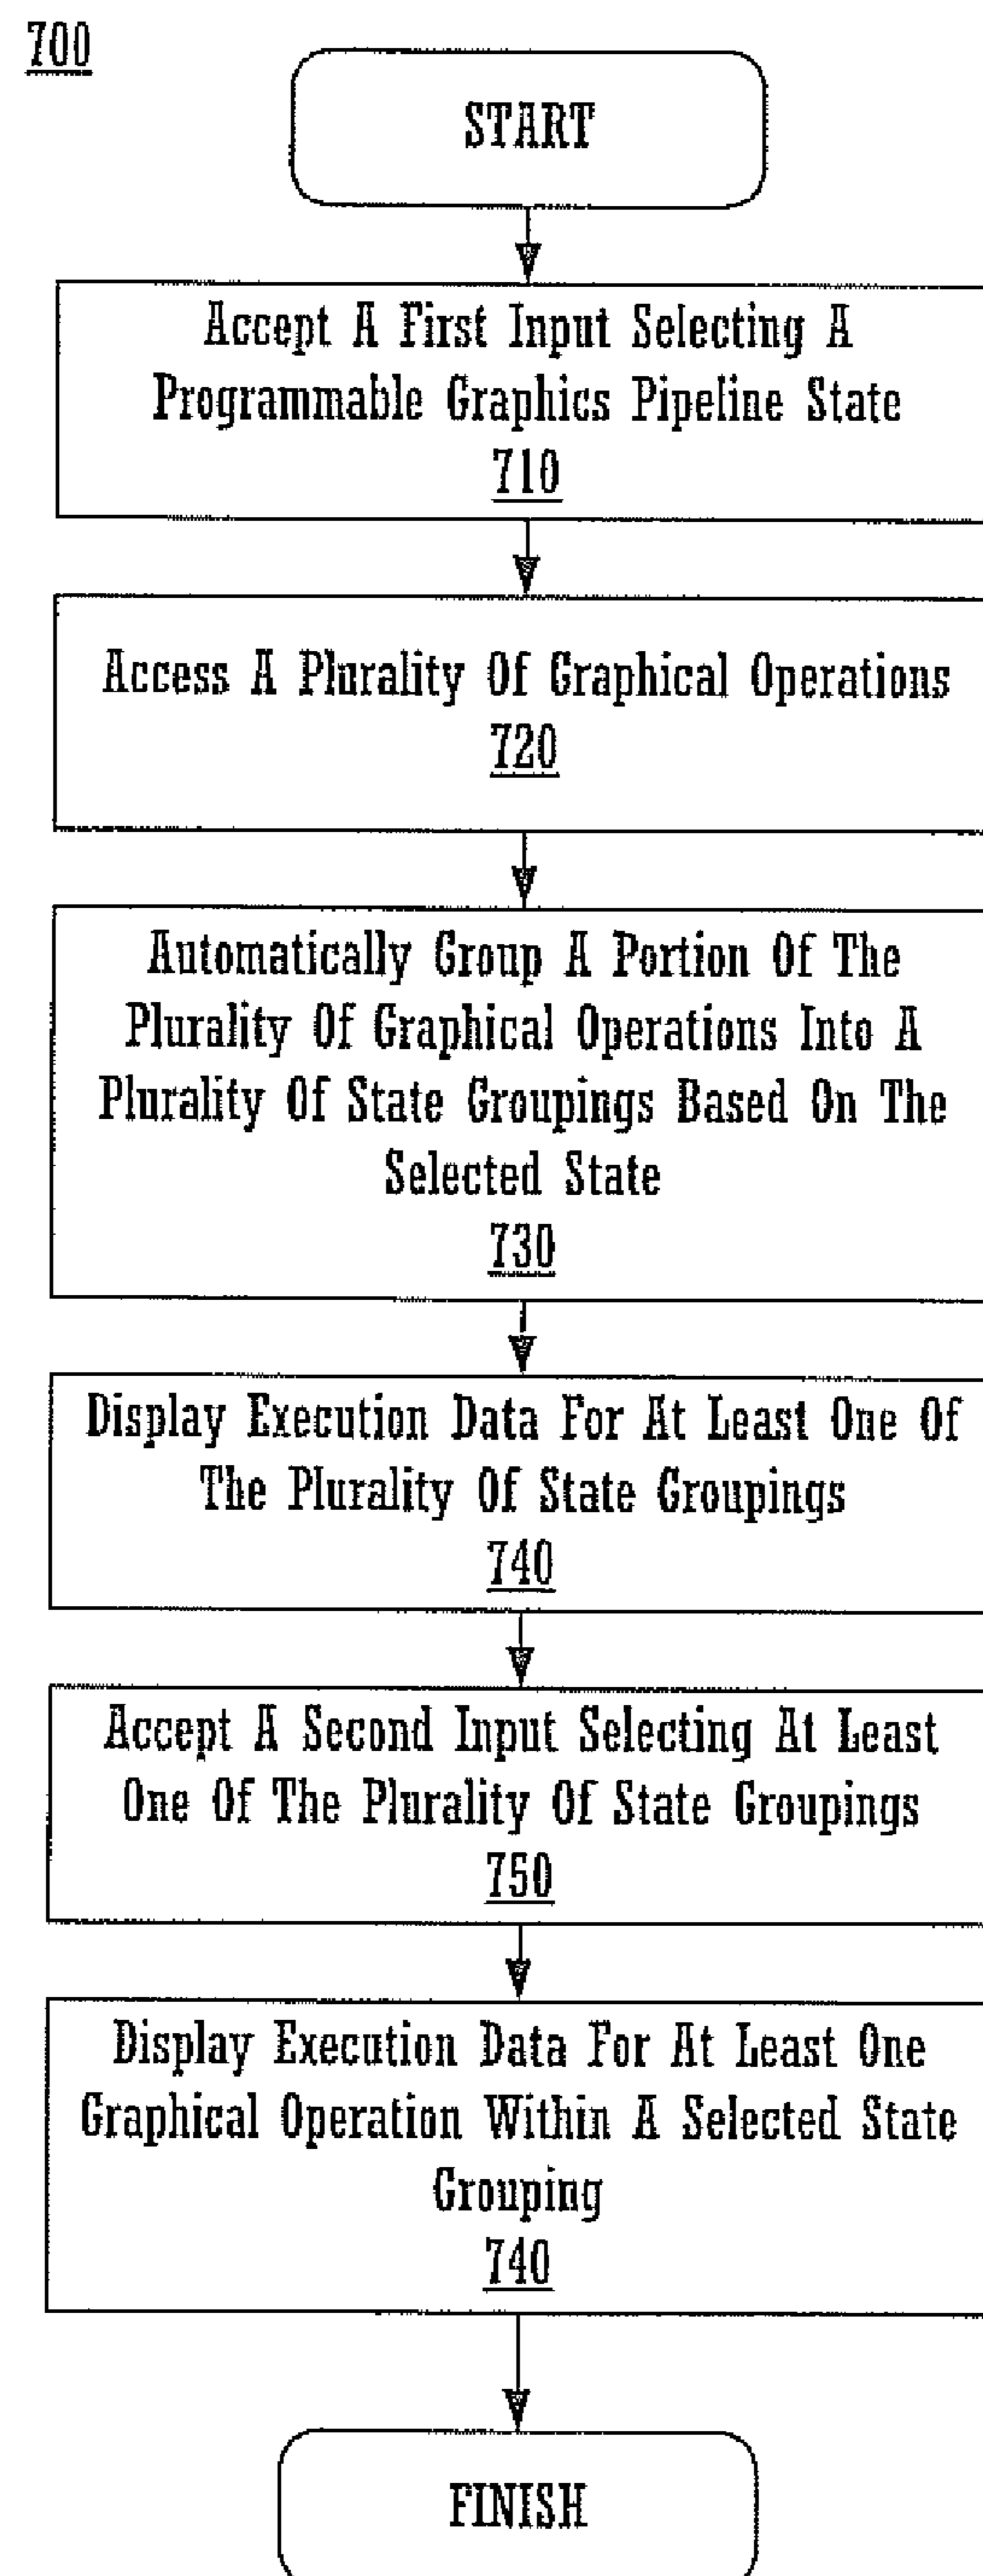 700
START
Accept A First Input Selecting A
Programmable Graphics Pipeline State
710
Access A Plurality Of Graphical Operations
720
Automatically Group A Portion Of The
Plurality Of Graphical Operations Into A
Plurality Of State Groupings Based On The
Selected State
730
Display Execution Data For At Least One Of
The Plurality Of State Groupings
740
Accept A Second Input Selecting At Least
One Of The Plurality Of State Groupings
750
Display Execution Data For At Least One
Graphical Operation Within A Selected State
Grouping
740
FINISH